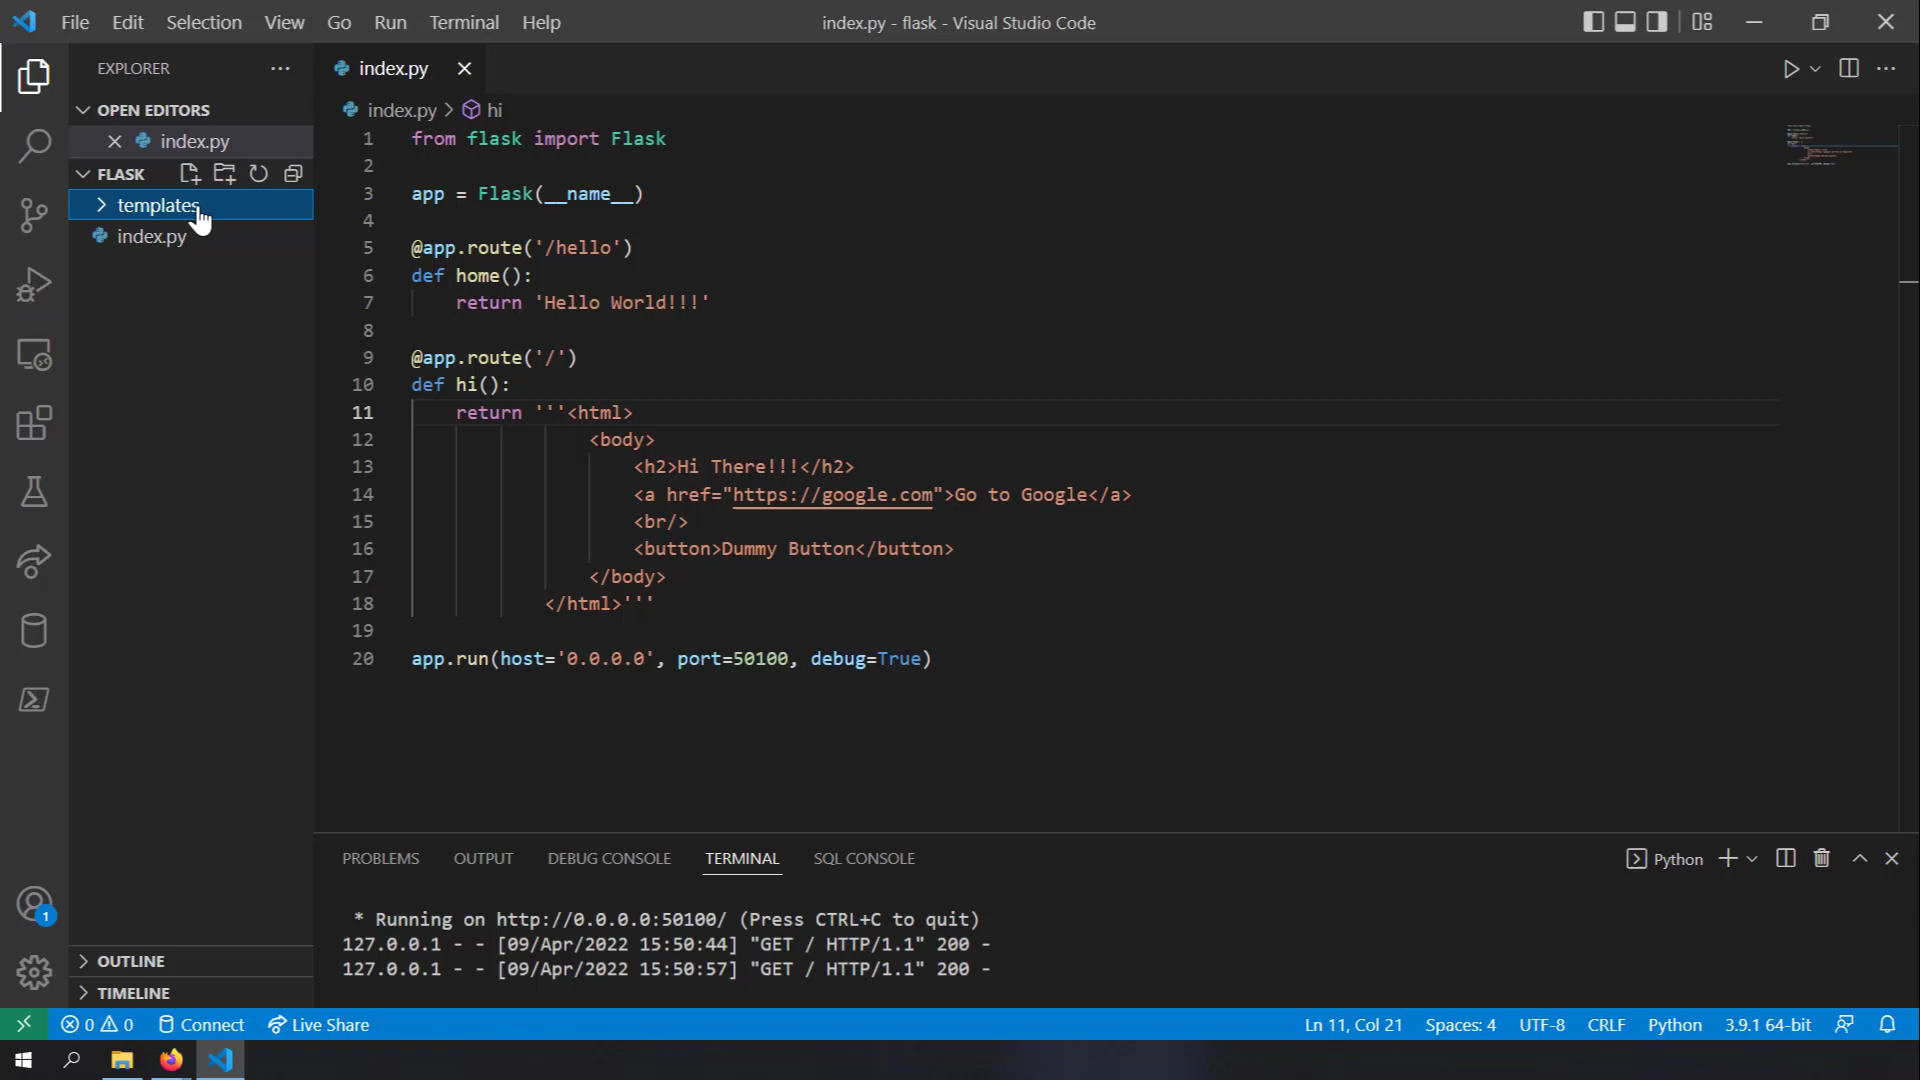 File Edit Selection View Go Run Terminal Help
index.py - flask - Visual Studio Code
EXPLORER
OPEN EDITORS
index.py
FLASK
templates
index.py
OUTLINE
TIMELINE
index.py
index.py > hi
1 from flask import Flask
2
3 app = Flask(__name__)
4
5 @app.route('/hello')
6 def home():
7 return 'Hello World!!!'
8
9 @app.route('/')
10 def hi():
11 return '''<html>
12 <body>
13 <h2>Hi There!!!</h2>
14 <a href="https://google.com">Go to Google</a>
15 <br/>
16 <button>Dummy Button</button>
17 </body>
18 </html>'''
19
20 app.run(host='0.0.0.0', port=50100, debug=True)
PROBLEMS OUTPUT DEBUG CONSOLE TERMINAL SQL CONSOLE
Python
* Running on http://0.0.0.0:50100/ (Press CTRL+C to quit)
127.0.0.1 - - [09/Apr/2022 15:50:44] "GET / HTTP/1.1" 200 -
127.0.0.1 - - [09/Apr/2022 15:50:57] "GET / HTTP/1.1" 200 -
1
0 0 Connect Live Share
Ln 11, Col 21 Spaces: 4 UTF-8 CRLF Python 3.9.1 64-bit